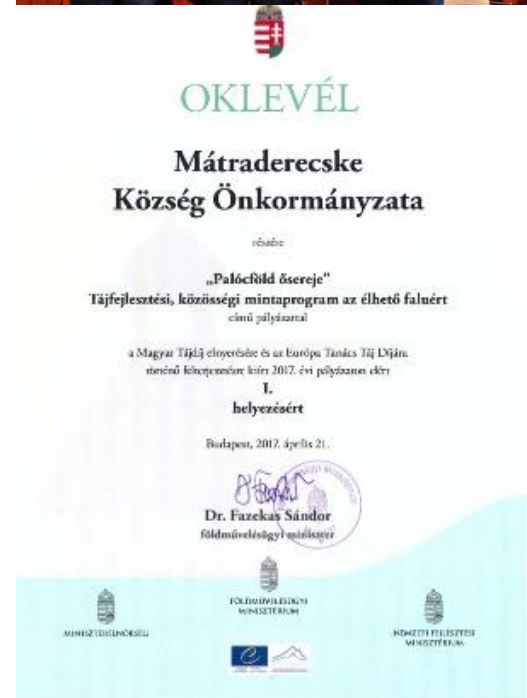 OKLEVÉL
Mátraderecske
Község Önkormányzata
részére
„Palócföld ősereje"
Tájfejlesztési, közösségi mintaprogram az élhető faluért
című pályázattal
a Magyar Tájdíj elnyerésére és az Európa Tanács Táj Díjára
történő felterjesztésre kiírt 2017. évi pályázaton elért
I.
helyezésért
Budapest, 2017. április 21.
Dr. Fazekas Sándor
földművelésügyi miniszter
FÖLDMŰVELÉSÜGYI
MINISZTÉRIUM
MINISZTERELNÖKSÉG
NEMZETI FEJLESZTÉSI
MINISZTÉRIUM